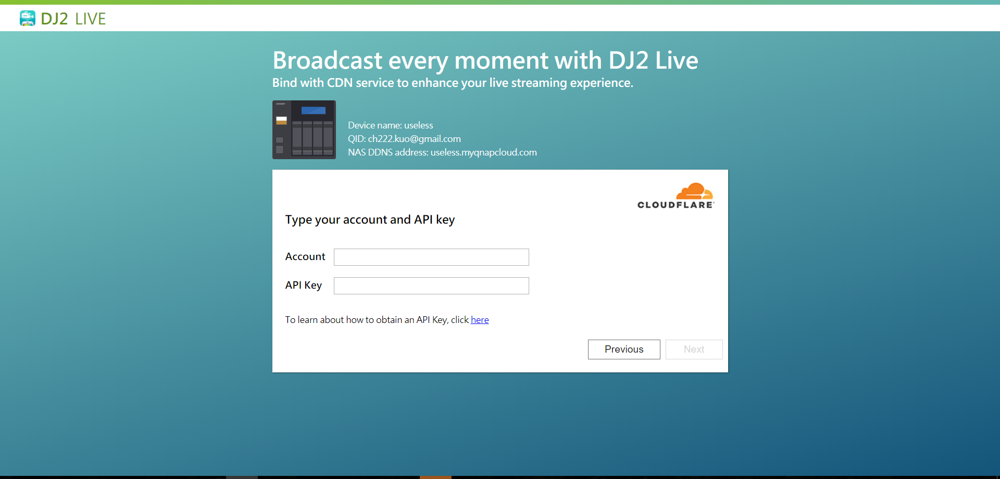 DJ2 LIVE
Broadcast every moment with DJ2 Live
Bind with CDN service to enhance your live streaming experience.
QNAP
Device name: useless
QID: ch222.kuo@gmail.com
NAS DDNS address: useless.myqnapcloud.com
CLOUDFLARE
Type your account and API key
Account
API Key
To learn about how to obtain an API Key, click here
Previous
Next